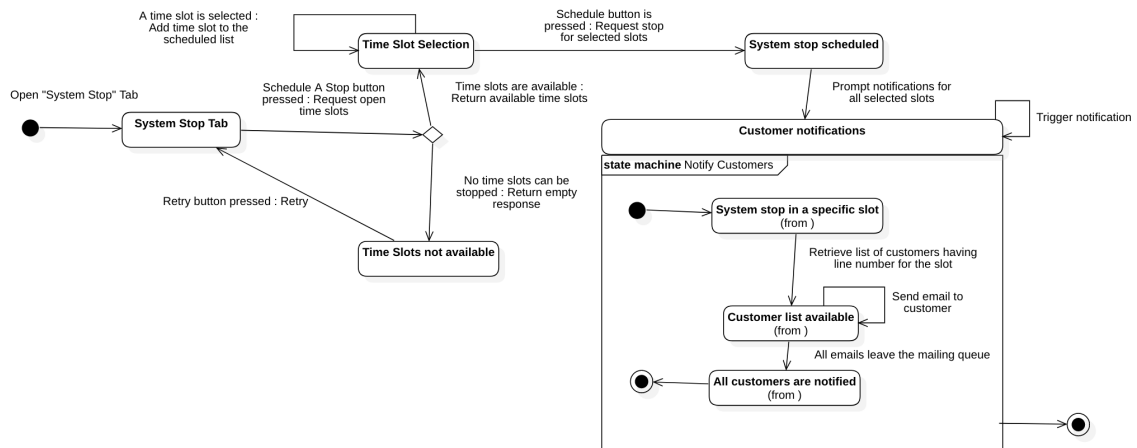 A time slot is selected :
Add time slot to the
scheduled list
Time Slot Selection
Schedule button is
pressed : Request stop
for selected slots
System stop scheduled
Open "System Stop" Tab
Schedule A Stop button
pressed : Request open
time slots
Time slots are available :
Return available time slots
Prompt notifications for
all selected slots
System Stop Tab
Customer notifications
Trigger notification
state machine Notify Customers
No time slots can be
stopped : Return empty
response
Retry button pressed : Retry
System stop in a specific slot
(from )
Time Slots not available
Retrieve list of customers having
line number for the slot
Send email to
customer
Customer list available
(from )
All emails leave the mailing queue
All customers are notified
(from )